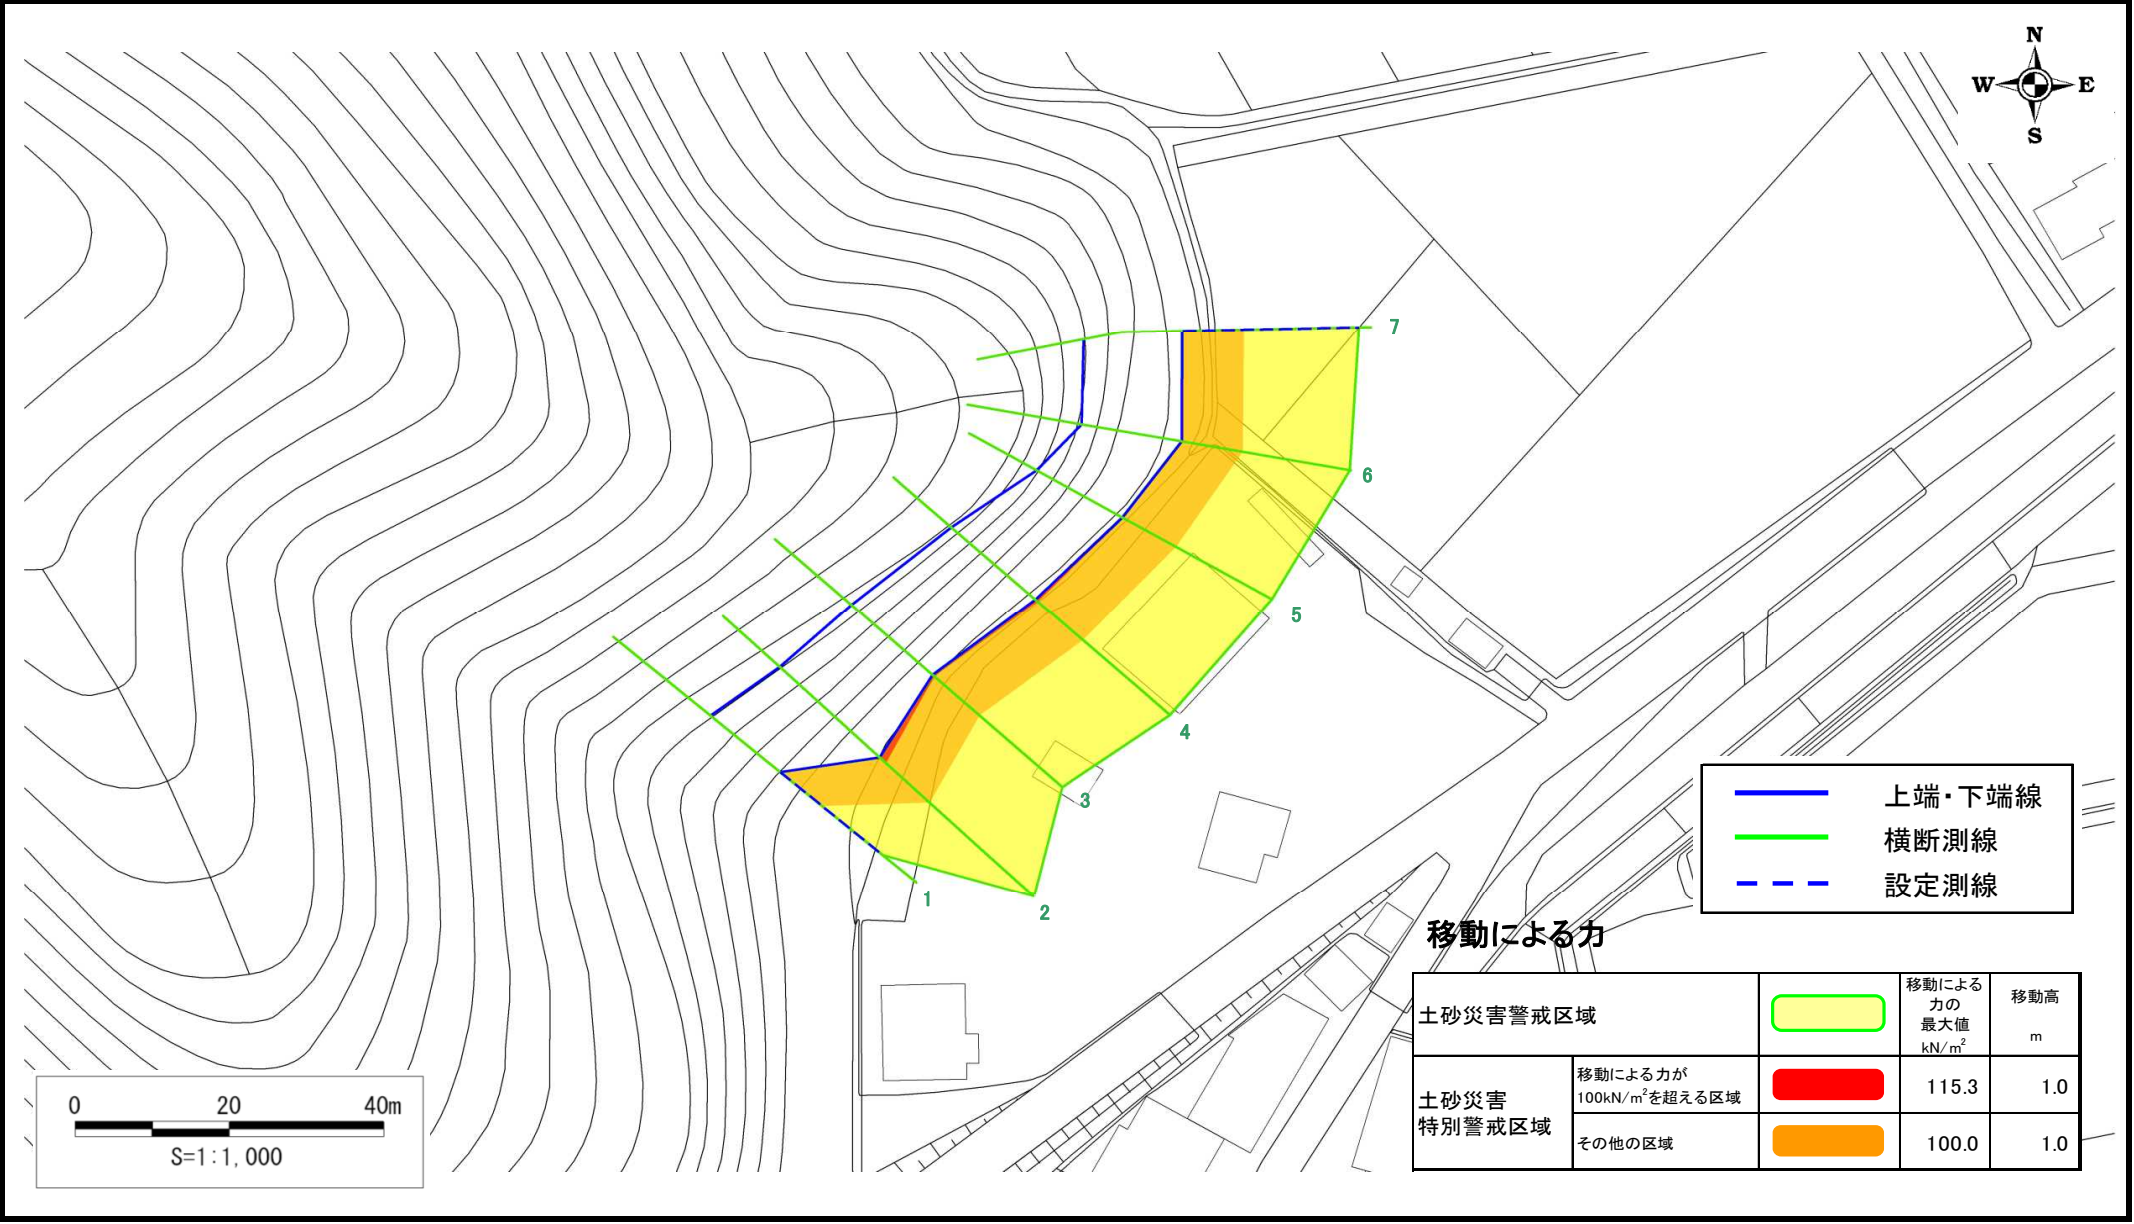 N
W E
S
7
6
5
4
3
2
1
上端・下端線
横断測線
設定測線
移動による力
土砂災害警戒区域
移動による
力の
最大値
kN/m²
移動高
m
土砂災害
特別警戒区域
移動による力が
100kN/m²を超える区域
115.3 1.0
その他の区域
100.0 1.0
0 20 40m
S=1:1,000